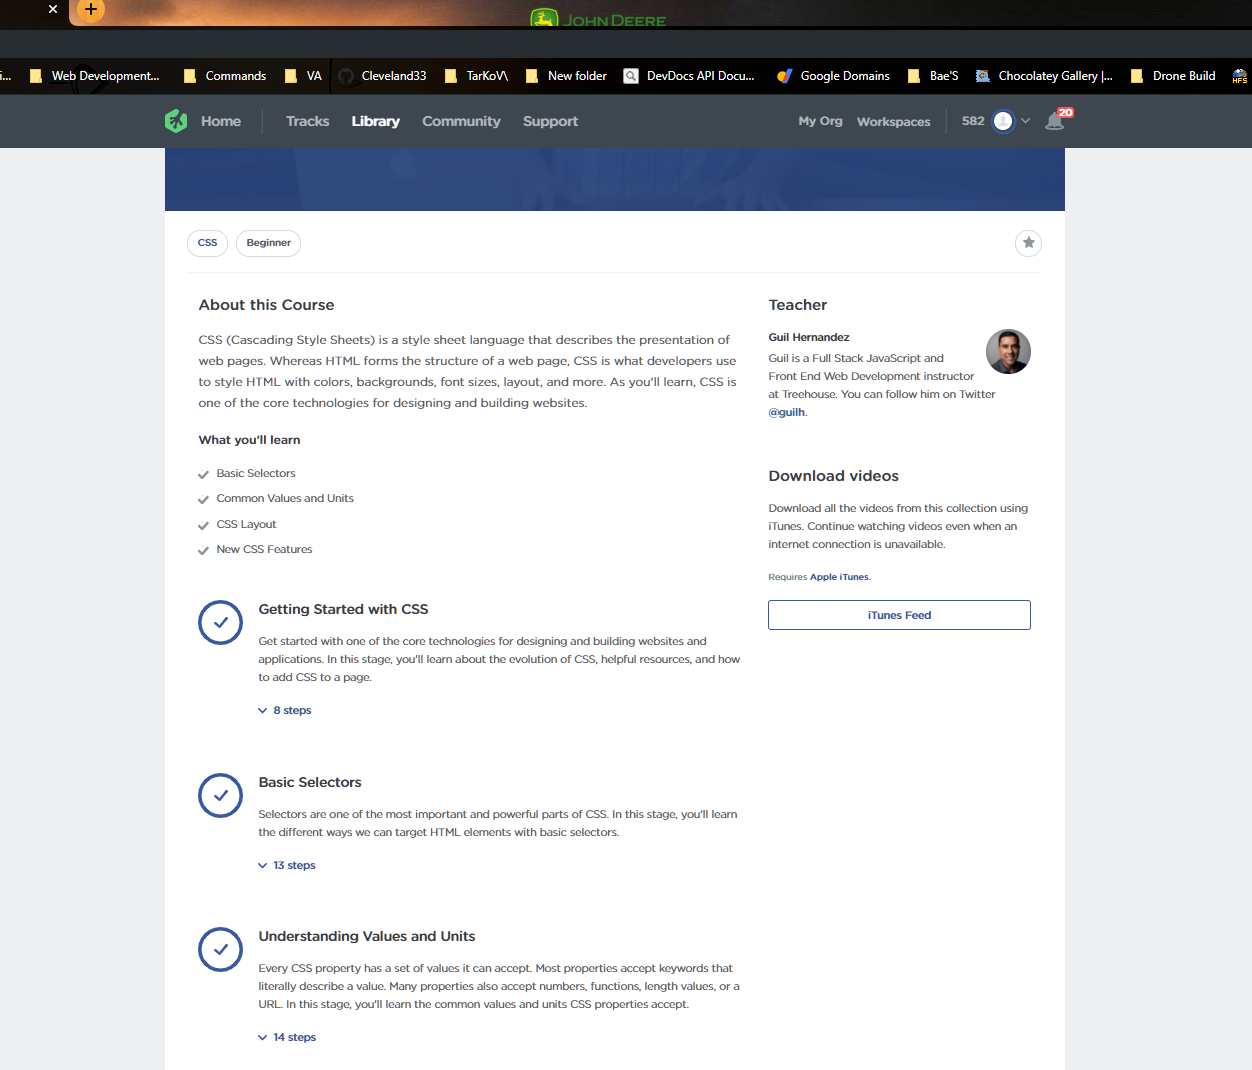 JOHN DEERE
i...
Web Development...
Commands
VA
Cleveland33
TarKoV\
New folder
DevDocs API Docu...
Google Domains
Bae'S
Chocolatey Gallery |...
Drone Build
HFS
Home
Tracks
Library
Community
Support
My Org
Workspaces
582
20
CSS
Beginner
About this Course
CSS (Cascading Style Sheets) is a style sheet language that describes the presentation of
web pages. Whereas HTML forms the structure of a web page, CSS is what developers use
to style HTML with colors, backgrounds, font sizes, layout, and more. As you'll learn, CSS is
one of the core technologies for designing and building websites.
What you'll learn
Basic Selectors
Common Values and Units
CSS Layout
New CSS Features
Getting Started with CSS
Get started with one of the core technologies for designing and building websites and
applications. In this stage, you'll learn about the evolution of CSS, helpful resources, and how
to add CSS to a page.
8 steps
Basic Selectors
Selectors are one of the most important and powerful parts of CSS. In this stage, you'll learn
the different ways we can target HTML elements with basic selectors.
13 steps
Understanding Values and Units
Every CSS property has a set of values it can accept. Most properties accept keywords that
literally describe a value. Many properties also accept numbers, functions, length values, or a
URL. In this stage, you'll learn the common values and units CSS properties accept.
14 steps
Teacher
Guil Hernandez
Guil is a Full Stack JavaScript and
Front End Web Development instructor
at Treehouse. You can follow him on Twitter
@guilh.
Download videos
Download all the videos from this collection using
iTunes. Continue watching videos even when an
internet connection is unavailable.
Requires Apple iTunes.
iTunes Feed